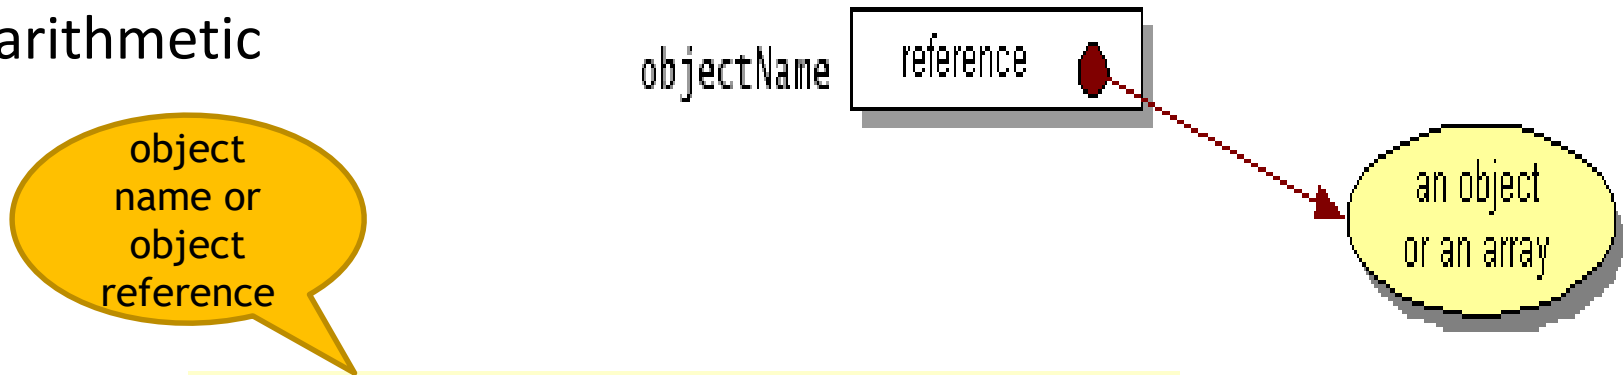 arithmetic
objectName
reference
an object
or an array
object
name or
object
reference